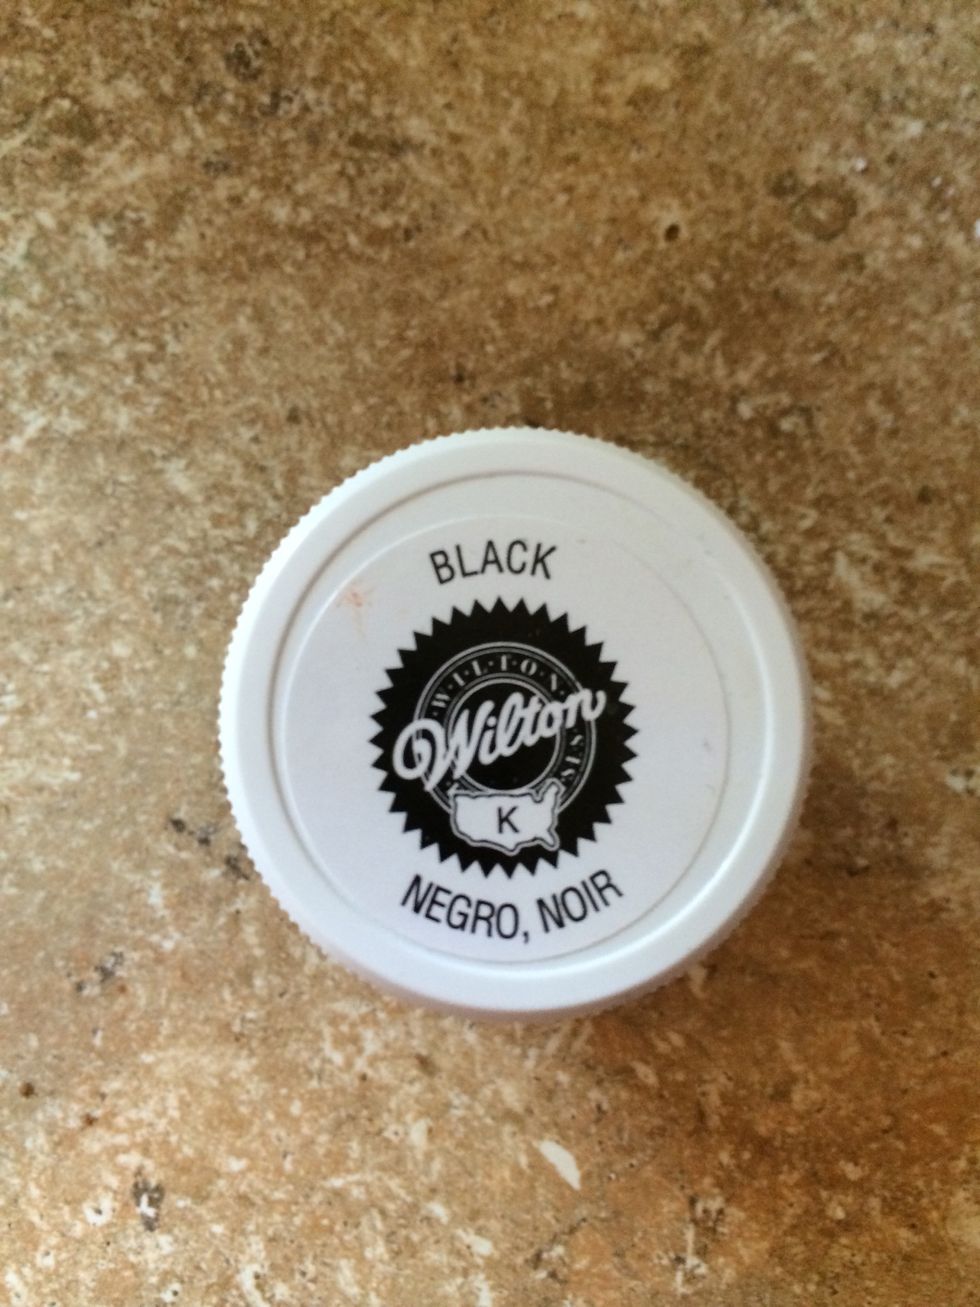 BLACK
W·I·L·T·O·N
Wilton
K
NEGRO, NOIR